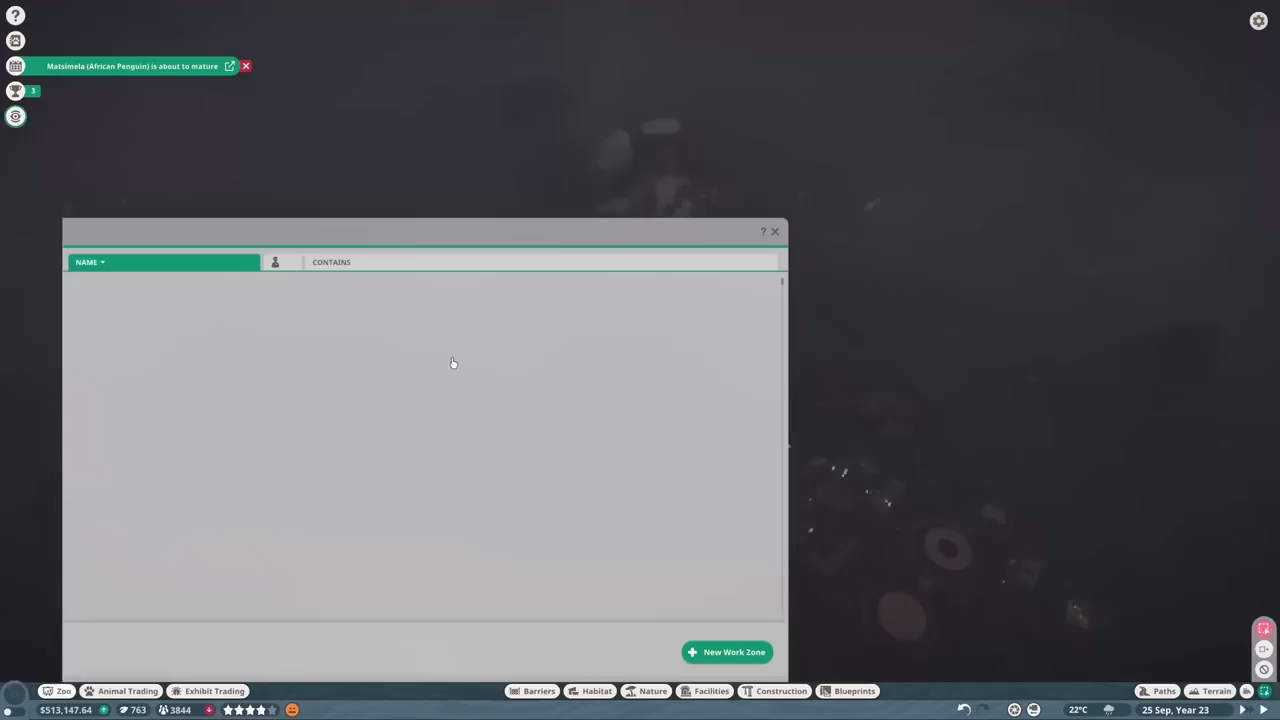 ?
Matsimela (African Penguin) is about to mature
3
?
NAME
CONTAINS
New Work Zone
Zoo
Animal Trading
Exhibit Trading
Barriers
Habitat
Nature
Facilities
Construction
Blueprints
Paths
Terrain
$513,147.64
763
3844
22°C
25 Sep, Year 23